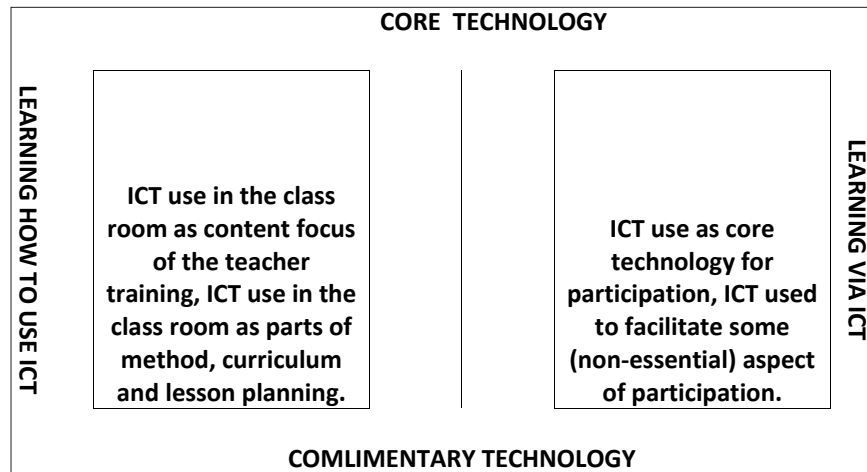 CORE TECHNOLOGY
LEARNING HOW TO USE ICT
ICT use in the class
room as content focus
of the teacher
training, ICT use in the
class room as parts of
method, curriculum
and lesson planning.
ICT use as core
technology for
participation, ICT used
to facilitate some
(non-essential) aspect
of participation.
LEARNING VIA ICT
COMLIMENTARY TECHNOLOGY